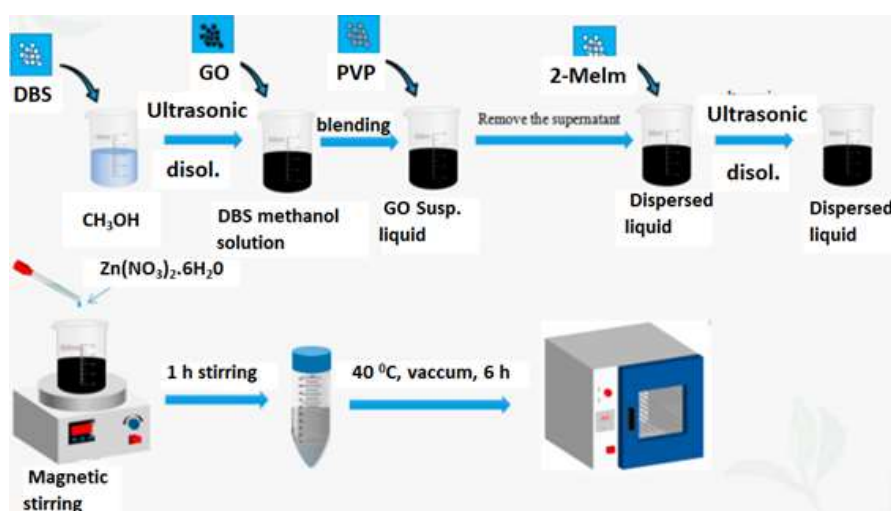 DBS
GO
PVP
2-Melm
Ultrasonic
disol.
blending
Remove the supernatant
Ultrasonic
disol.
CH₃OH
DBS methanol
solution
GO Susp.
liquid
Dispersed
liquid
Dispersed
liquid
Zn(NO₃)₂.6H₂0
1 h stirring
40 ⁰C, vaccum, 6 h
Magnetic
stirring